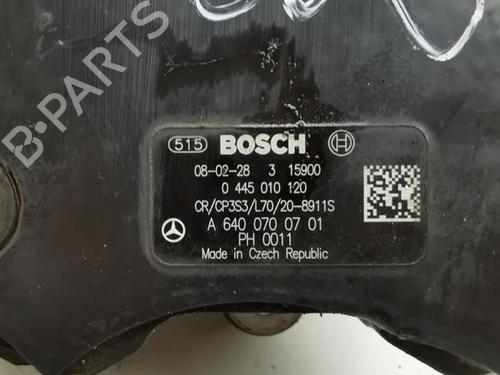 B-PARTS
515 BOSCH
08-02-28 3 15900
0 445 010 120
CR/CP3S3/L70/20-8911S
A 640 070 07 01
PH 0011
Made in Czech Republic